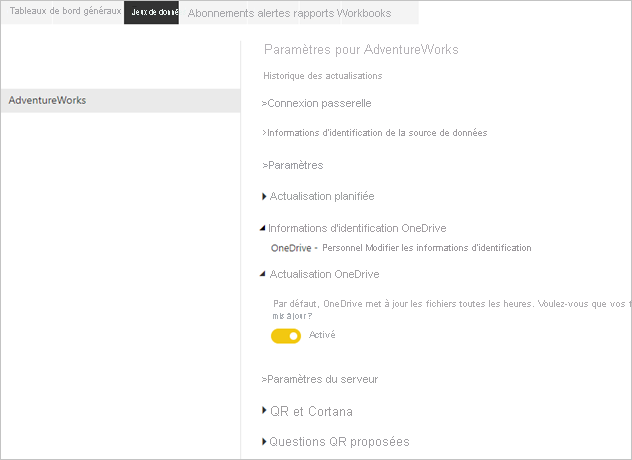 Tableaux de bord généraux Jeux de donné Abonnements alertes rapports Workbooks
Paramètres pour AdventureWorks
Historique des actualisations
AdventureWorks
>Connexion passerelle
>Informations d'identification de la source de données
>Paramètres
Actualisation planifiée
Informations d'identification OneDrive
OneDrive - Personnel Modifier les informations d'identification
Actualisation OneDrive
Par défaut, OneDrive met à jour les fichiers toutes les heures. Voulez-vous que vos f
mis à jour ?
Activé
>Paramètres du serveur
QR et Cortana
Questions QR proposées